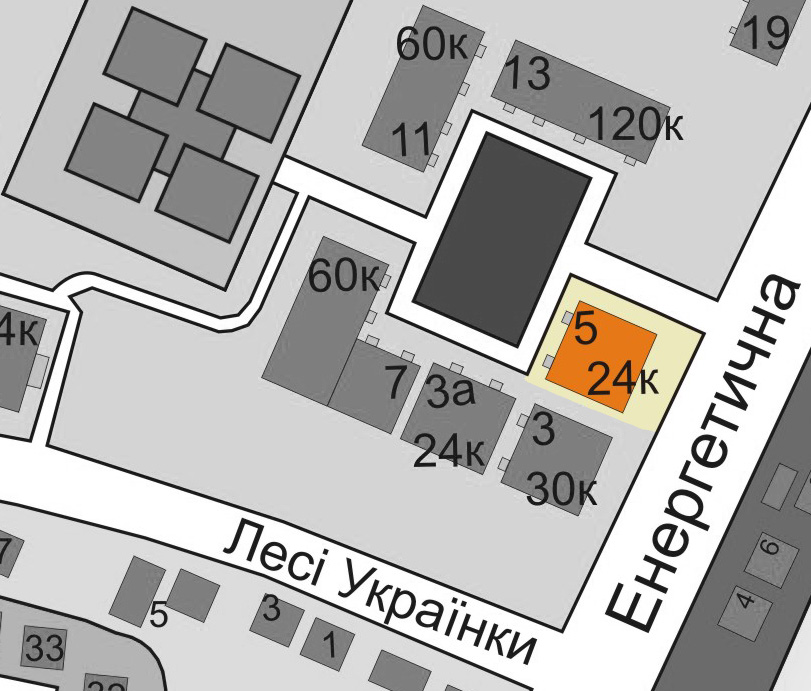 60к
19
13
120к
11
60к
5
4к
24к
7
3а
24к
3
30к
Енергетична
Лесі Українки
6
4
7
5
3
1
33